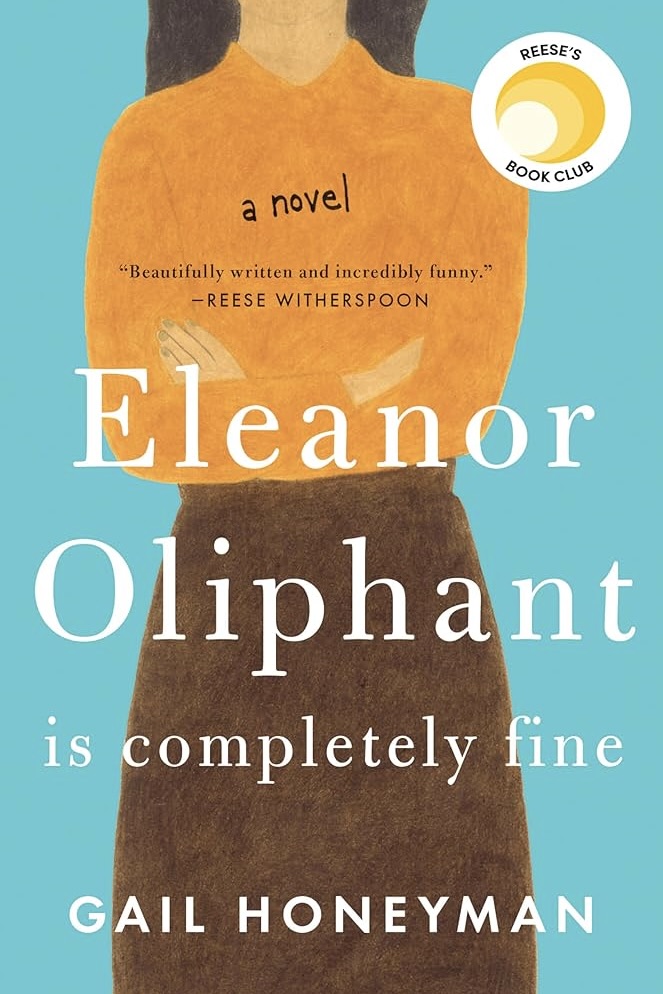 REESE'S
BOOK CLUB
a novel
“Beautifully written and incredibly funny.”
—REESE WITHERSPOON
Eleanor
Oliphant
is completely fine
GAIL HONEYMAN